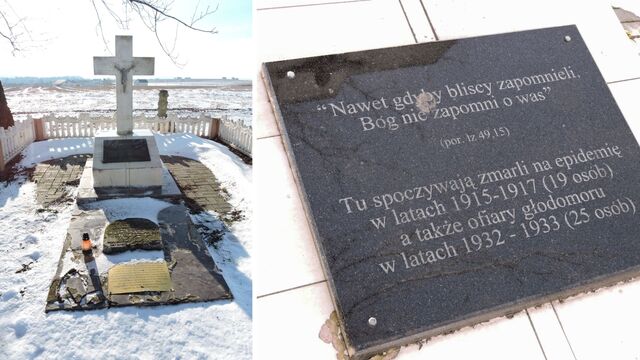 “Nawet gdyby bliscy zapomnieli,
Bóg nie zapomni o was”
(por. Iz 49,15)
Tu spoczywają zmarli na epidemię
w latach 1915-1917 (19 osób)
a także ofiary głodomoru
w latach 1932 - 1933 (25 osób)